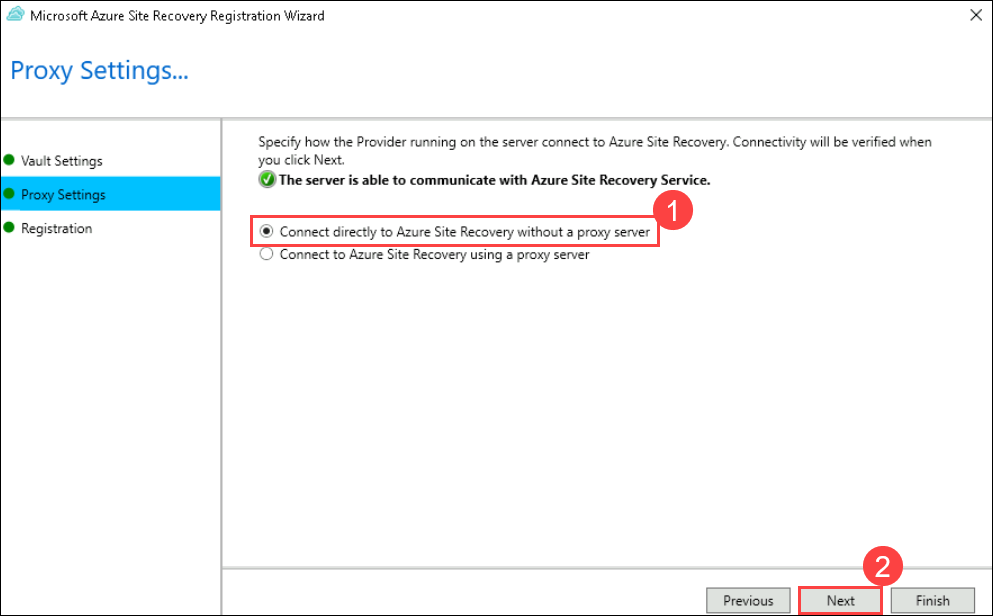 Microsoft Azure Site Recovery Registration Wizard
Proxy Settings...
Vault Settings
Proxy Settings
Registration
Specify how the Provider running on the server connect to Azure Site Recovery. Connectivity will be verified when
you click Next.
The server is able to communicate with Azure Site Recovery Service.
1
Connect directly to Azure Site Recovery without a proxy server
Connect to Azure Site Recovery using a proxy server
2
Previous
Next
Finish